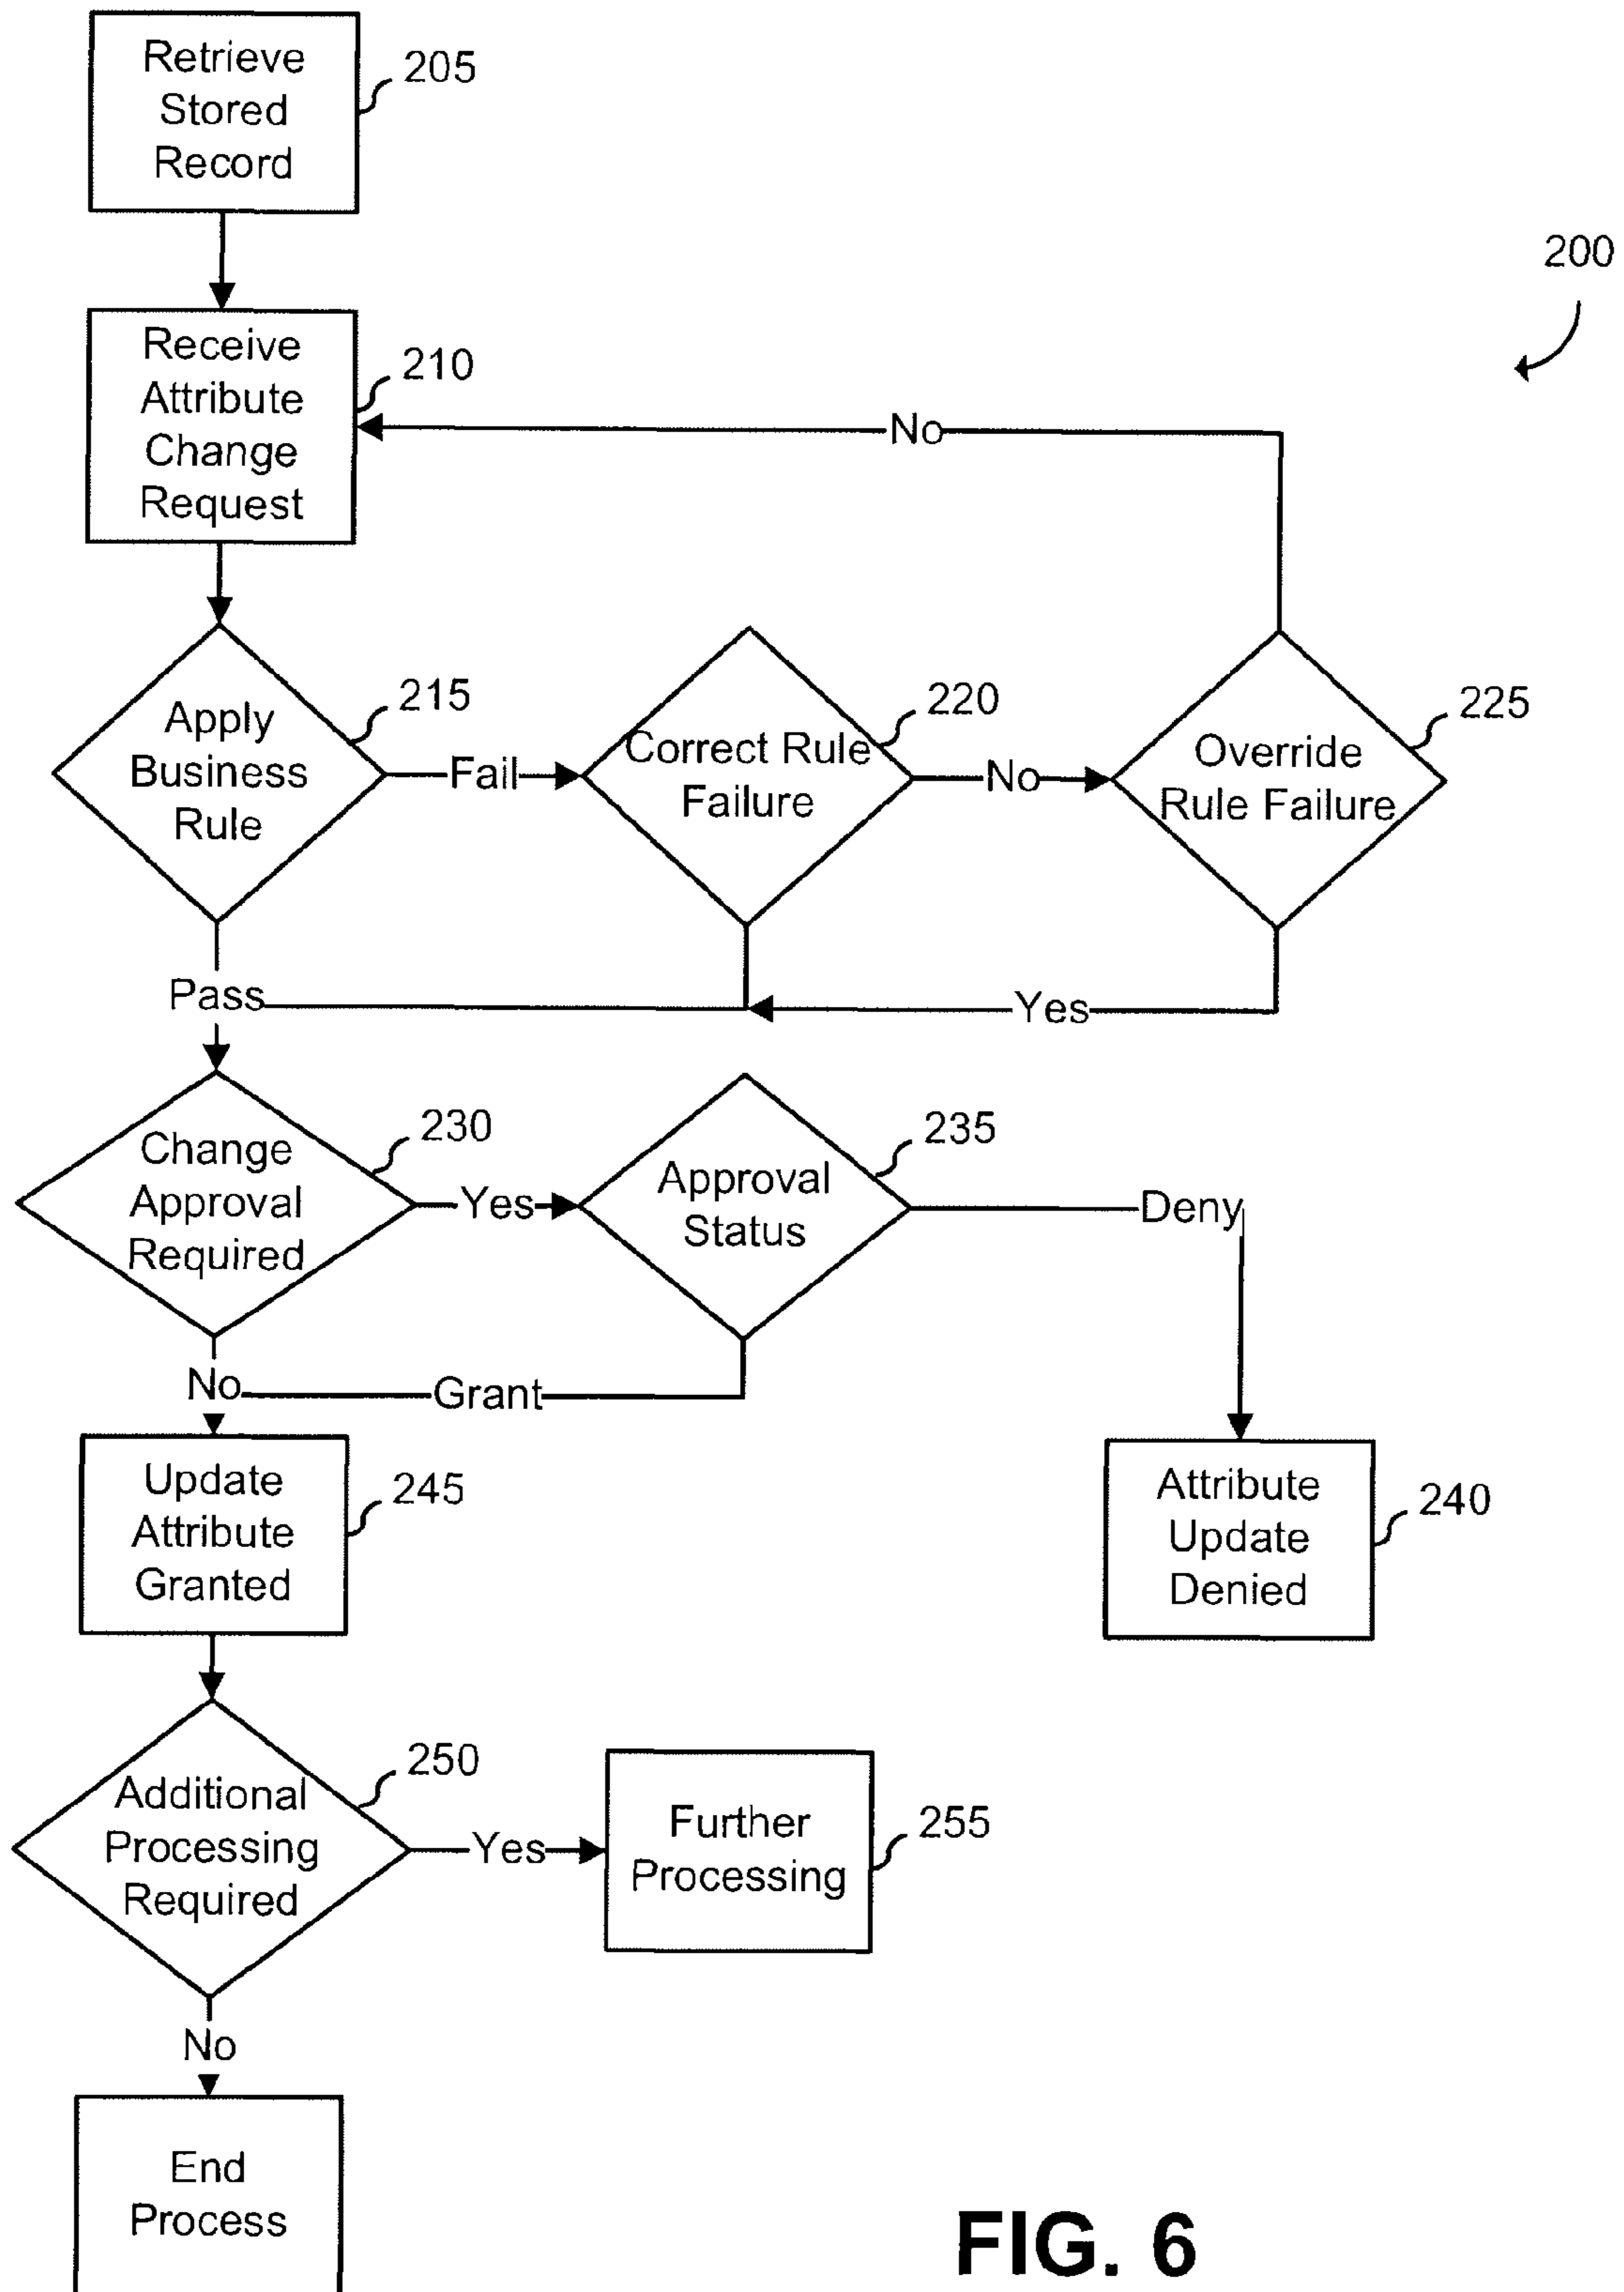 Retrieve
Stored
Record
205
200
Receive
Attribute
Change
Request
210
No
Apply
Business
Rule
215
Fail
Correct Rule
Failure
220
No
Override
Rule Failure
225
Pass
Yes
Change
Approval
Required
230
Yes
Approval
Status
235
Deny
No
Grant
Update
Attribute
Granted
245
Attribute
Update
Denied
240
Additional
Processing
Required
250
Yes
Further
Processing
255
No
End
Process
FIG. 6